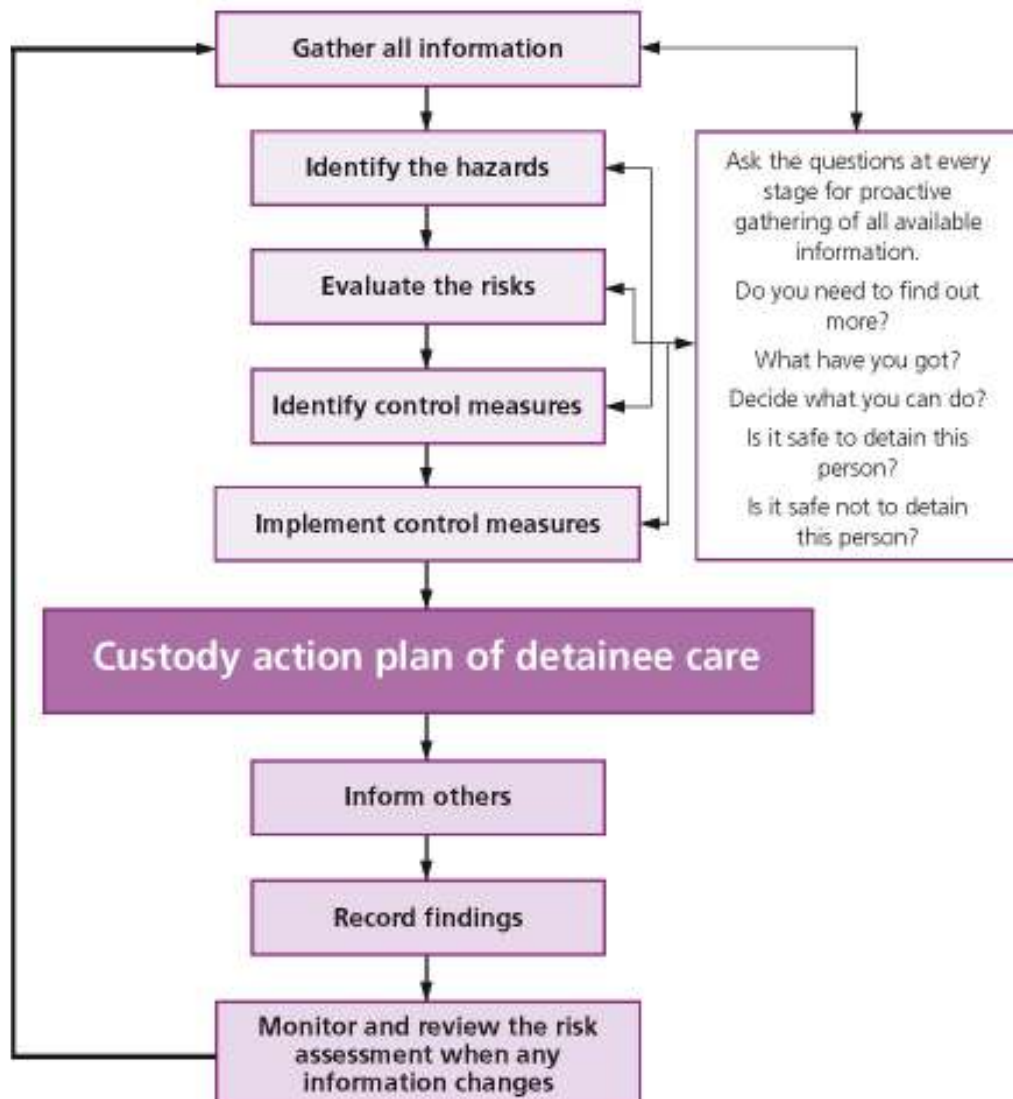 Gather all information
Identify the hazards
Evaluate the risks
Identify control measures
Implement control measures
Ask the questions at every
stage for proactive
gathering of all available
information.
Do you need to find out
more?
What have you got?
Decide what you can do?
Is it safe to detain this
person?
Is it safe not to detain
this person?
Custody action plan of detainee care
Inform others
Record findings
Monitor and review the risk
assessment when any
information changes